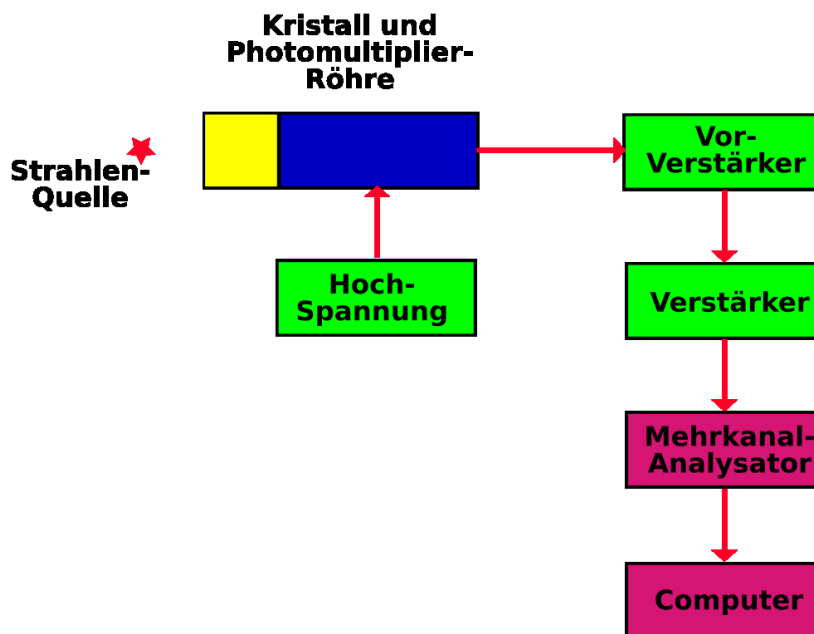 Kristall und
Photomultiplier-
Röhre
Strahlen-
Quelle
Vor-
Verstärker
Hoch-
Spannung
Verstärker
Mehrkanal-
Analysator
Computer